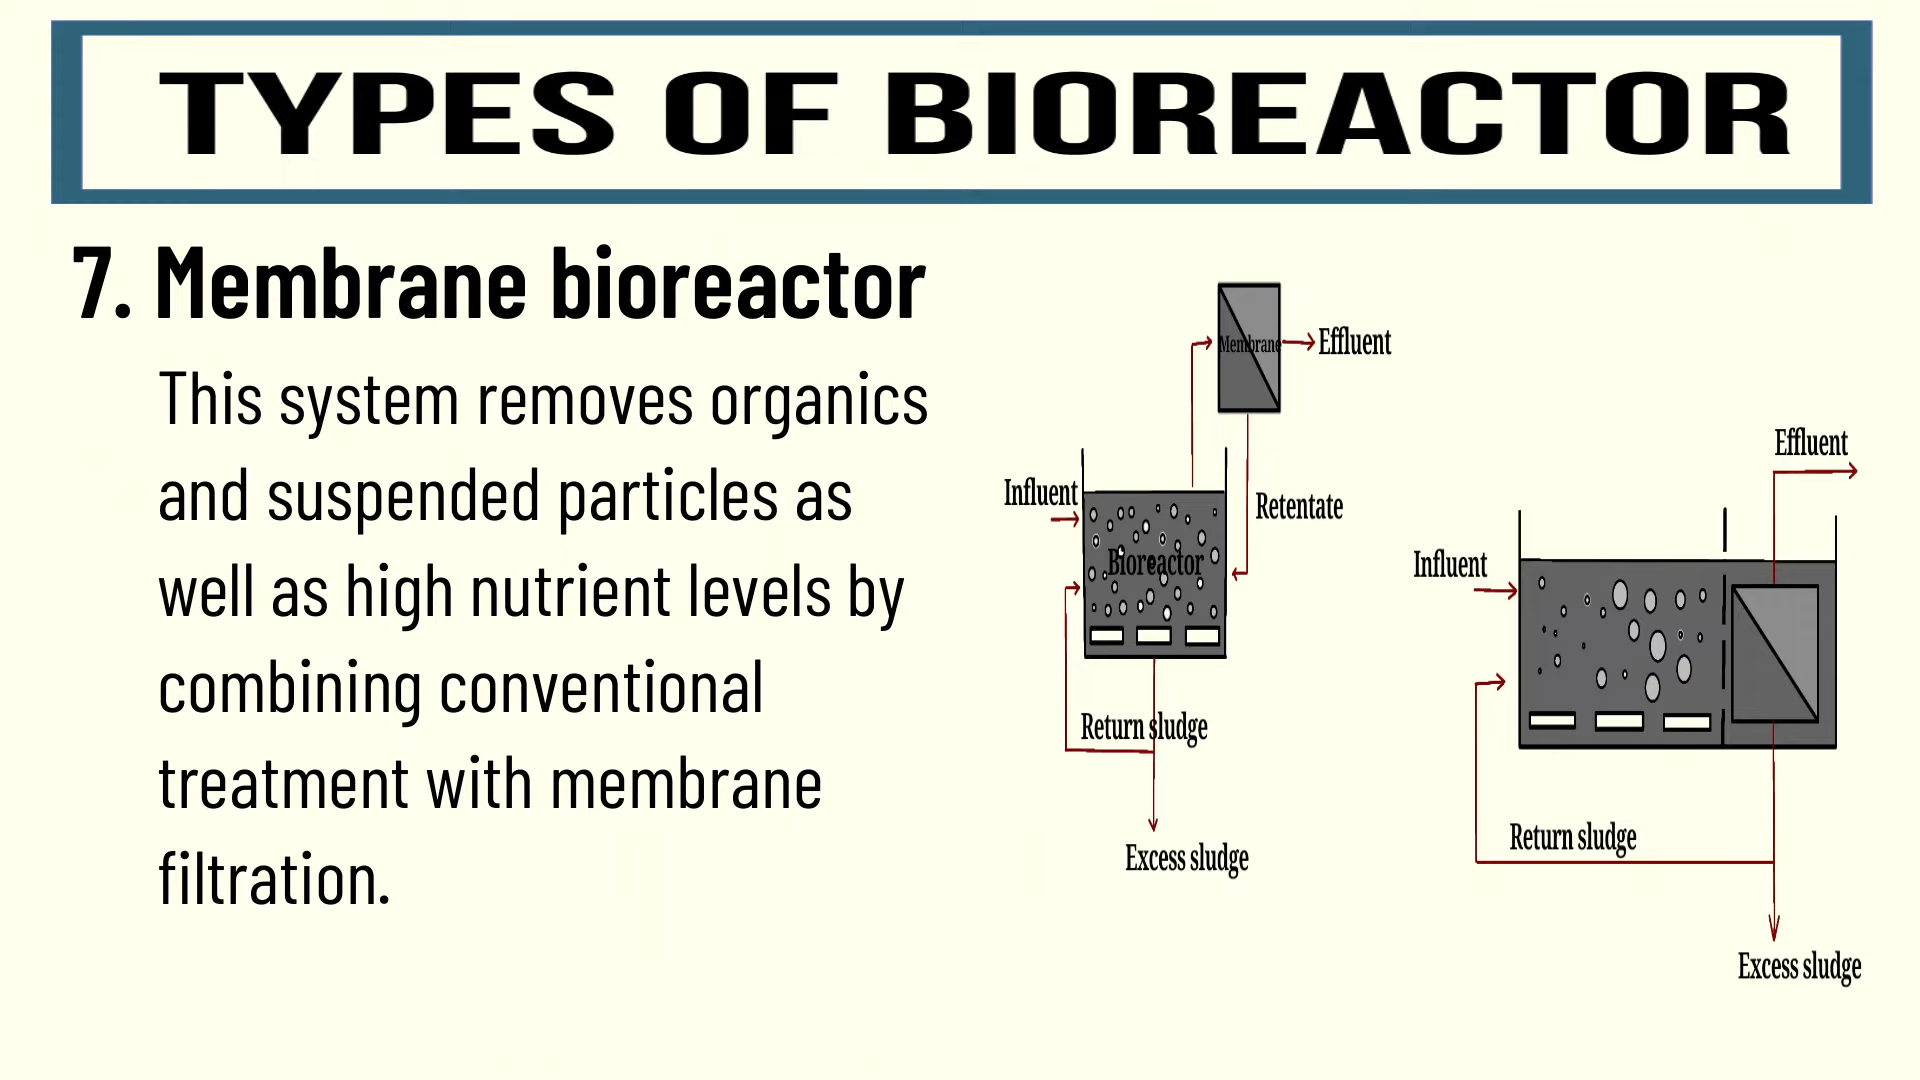 TYPES OF BIOREACTOR
7. Membrane bioreactor
This system removes organics
and suspended particles as
well as high nutrient levels by
combining conventional
treatment with membrane
filtration.
Membrane
Effluent
Influent
Retentate
Bioreactor
Return sludge
Excess sludge
Effluent
Influent
Return sludge
Excess sludge